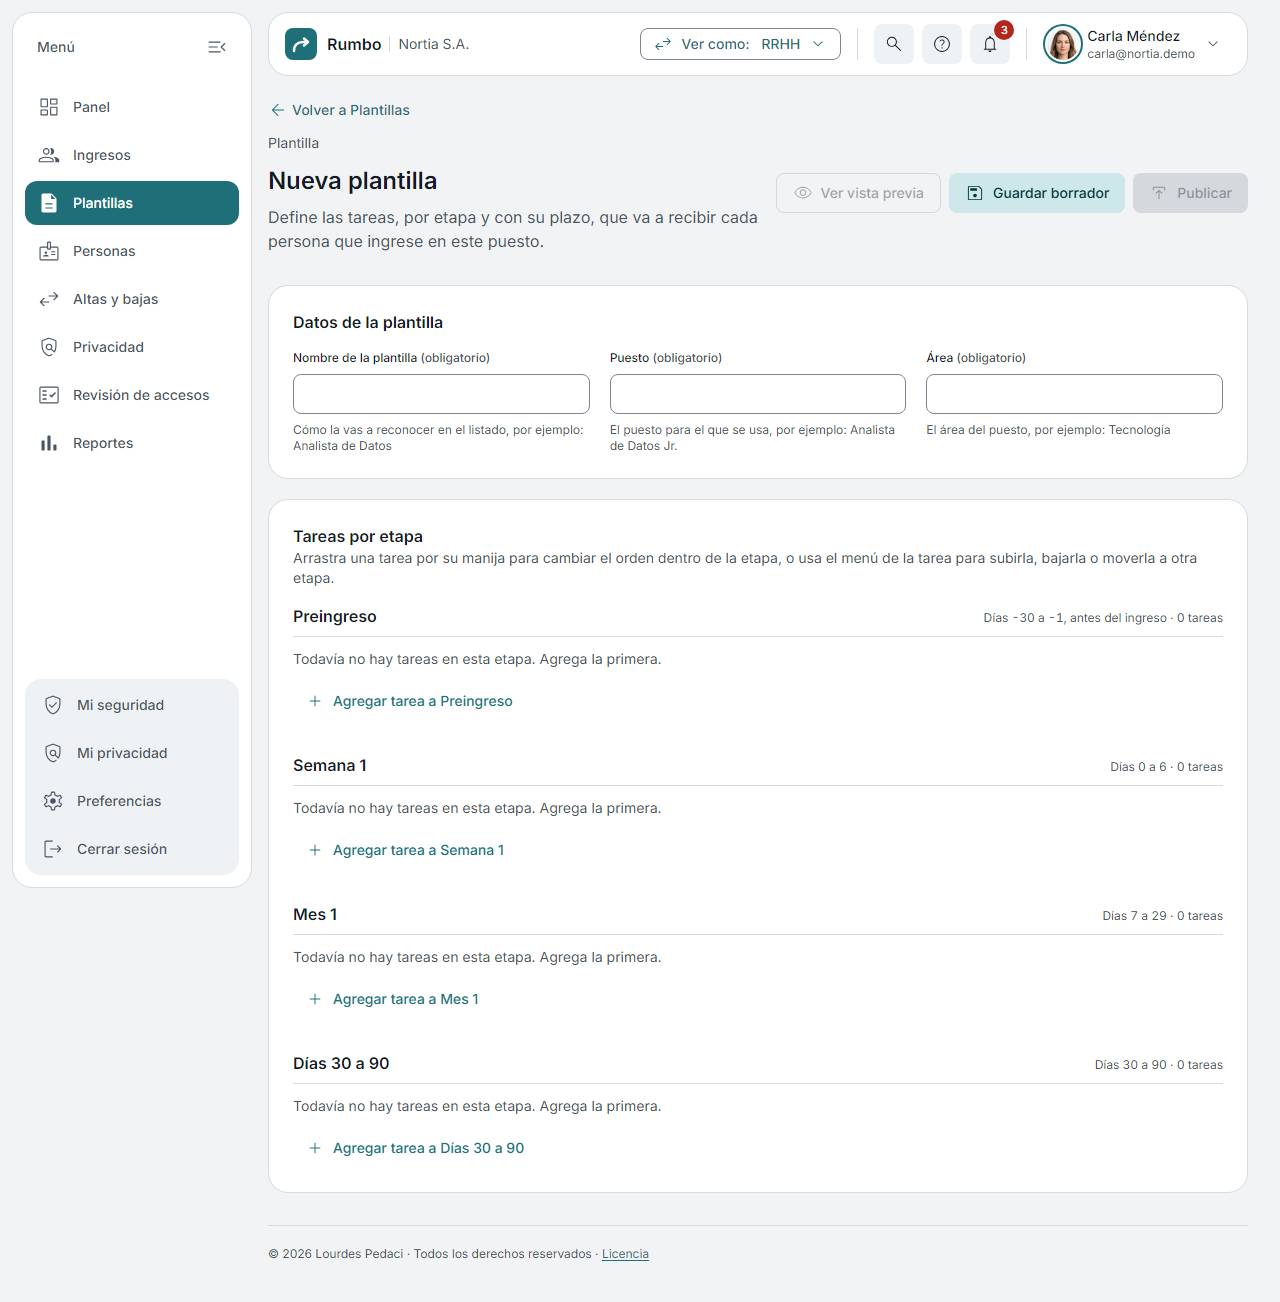 Menú
Panel
Ingresos
Plantillas
Personas
Altas y bajas
Privacidad
Revisión de accesos
Reportes
Mi seguridad
Mi privacidad
Preferencias
Cerrar sesión
Rumbo
Nortia S.A.
Ver como: RRHH
3
Carla Méndez
carla@nortia.demo
Volver a Plantillas
Plantilla
Nueva plantilla
Define las tareas, por etapa y con su plazo, que va a recibir cada
persona que ingrese en este puesto.
Ver vista previa
Guardar borrador
Publicar
Datos de la plantilla
Nombre de la plantilla (obligatorio)
Cómo la vas a reconocer en el listado, por ejemplo:
Analista de Datos
Puesto (obligatorio)
El puesto para el que se usa, por ejemplo: Analista
de Datos Jr.
Área (obligatorio)
El área del puesto, por ejemplo: Tecnología
Tareas por etapa
Arrastra una tarea por su manija para cambiar el orden dentro de la etapa, o usa el menú de la tarea para subirla, bajarla o moverla a otra
etapa.
Preingreso
Días -30 a -1, antes del ingreso · 0 tareas
Todavía no hay tareas en esta etapa. Agrega la primera.
Agregar tarea a Preingreso
Semana 1
Días 0 a 6 · 0 tareas
Todavía no hay tareas en esta etapa. Agrega la primera.
Agregar tarea a Semana 1
Mes 1
Días 7 a 29 · 0 tareas
Todavía no hay tareas en esta etapa. Agrega la primera.
Agregar tarea a Mes 1
Días 30 a 90
Días 30 a 90 · 0 tareas
Todavía no hay tareas en esta etapa. Agrega la primera.
Agregar tarea a Días 30 a 90
© 2026 Lourdes Pedaci · Todos los derechos reservados · Licencia